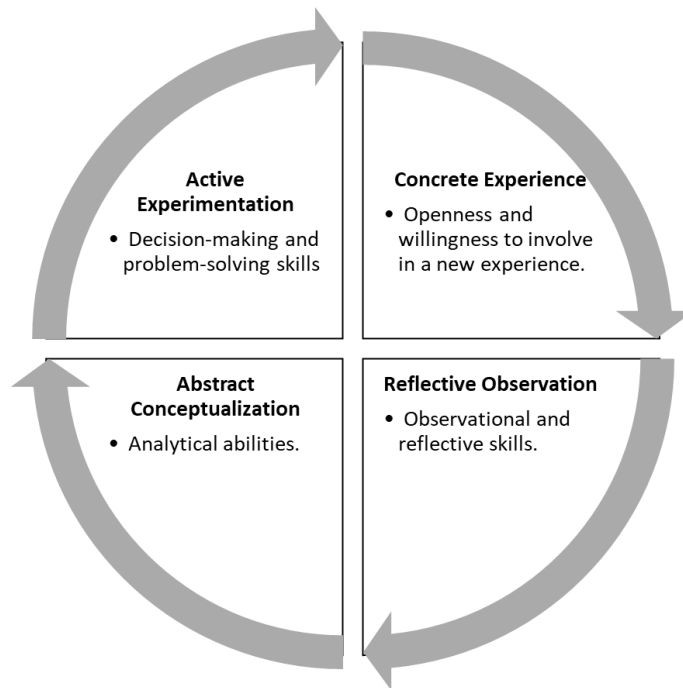 Active
Experimentation
• Decision-making and
problem-solving skills
Concrete Experience
• Openness and
willingness to involve
in a new experience.
Abstract
Conceptualization
• Analytical abilities.
Reflective Observation
• Observational and
reflective skills.